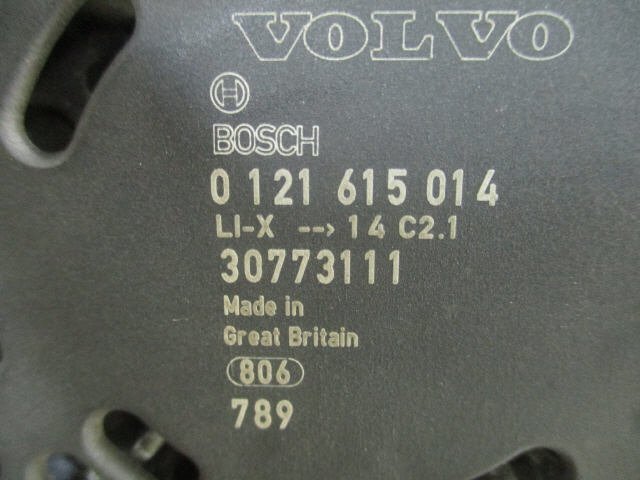 VOLVO
BOSCH
0 121 615 014
LI-X --> 14 C2.1
30773111
Made in
Great Britain
806
789